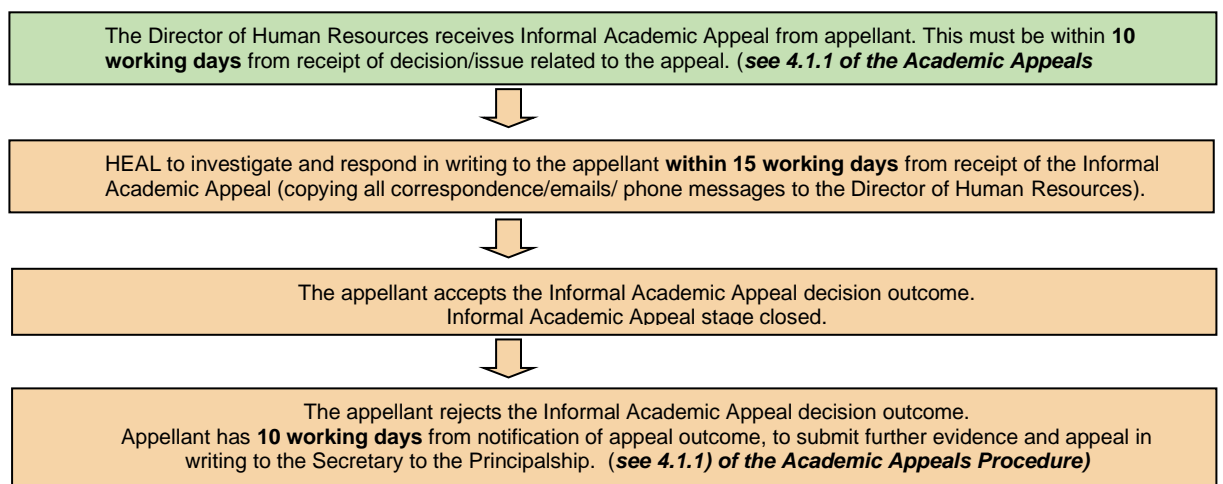 The Director of Human Resources receives Informal Academic Appeal from appellant. This must be within 10
working days from receipt of decision/issue related to the appeal. (see 4.1.1 of the Academic Appeals
HEAL to investigate and respond in writing to the appellant within 15 working days from receipt of the Informal
Academic Appeal (copying all correspondence/emails/ phone messages to the Director of Human Resources).
The appellant accepts the Informal Academic Appeal decision outcome.
Informal Academic Appeal stage closed.
The appellant rejects the Informal Academic Appeal decision outcome.
Appellant has 10 working days from notification of appeal outcome, to submit further evidence and appeal in
writing to the Secretary to the Principalship. (see 4.1.1) of the Academic Appeals Procedure)